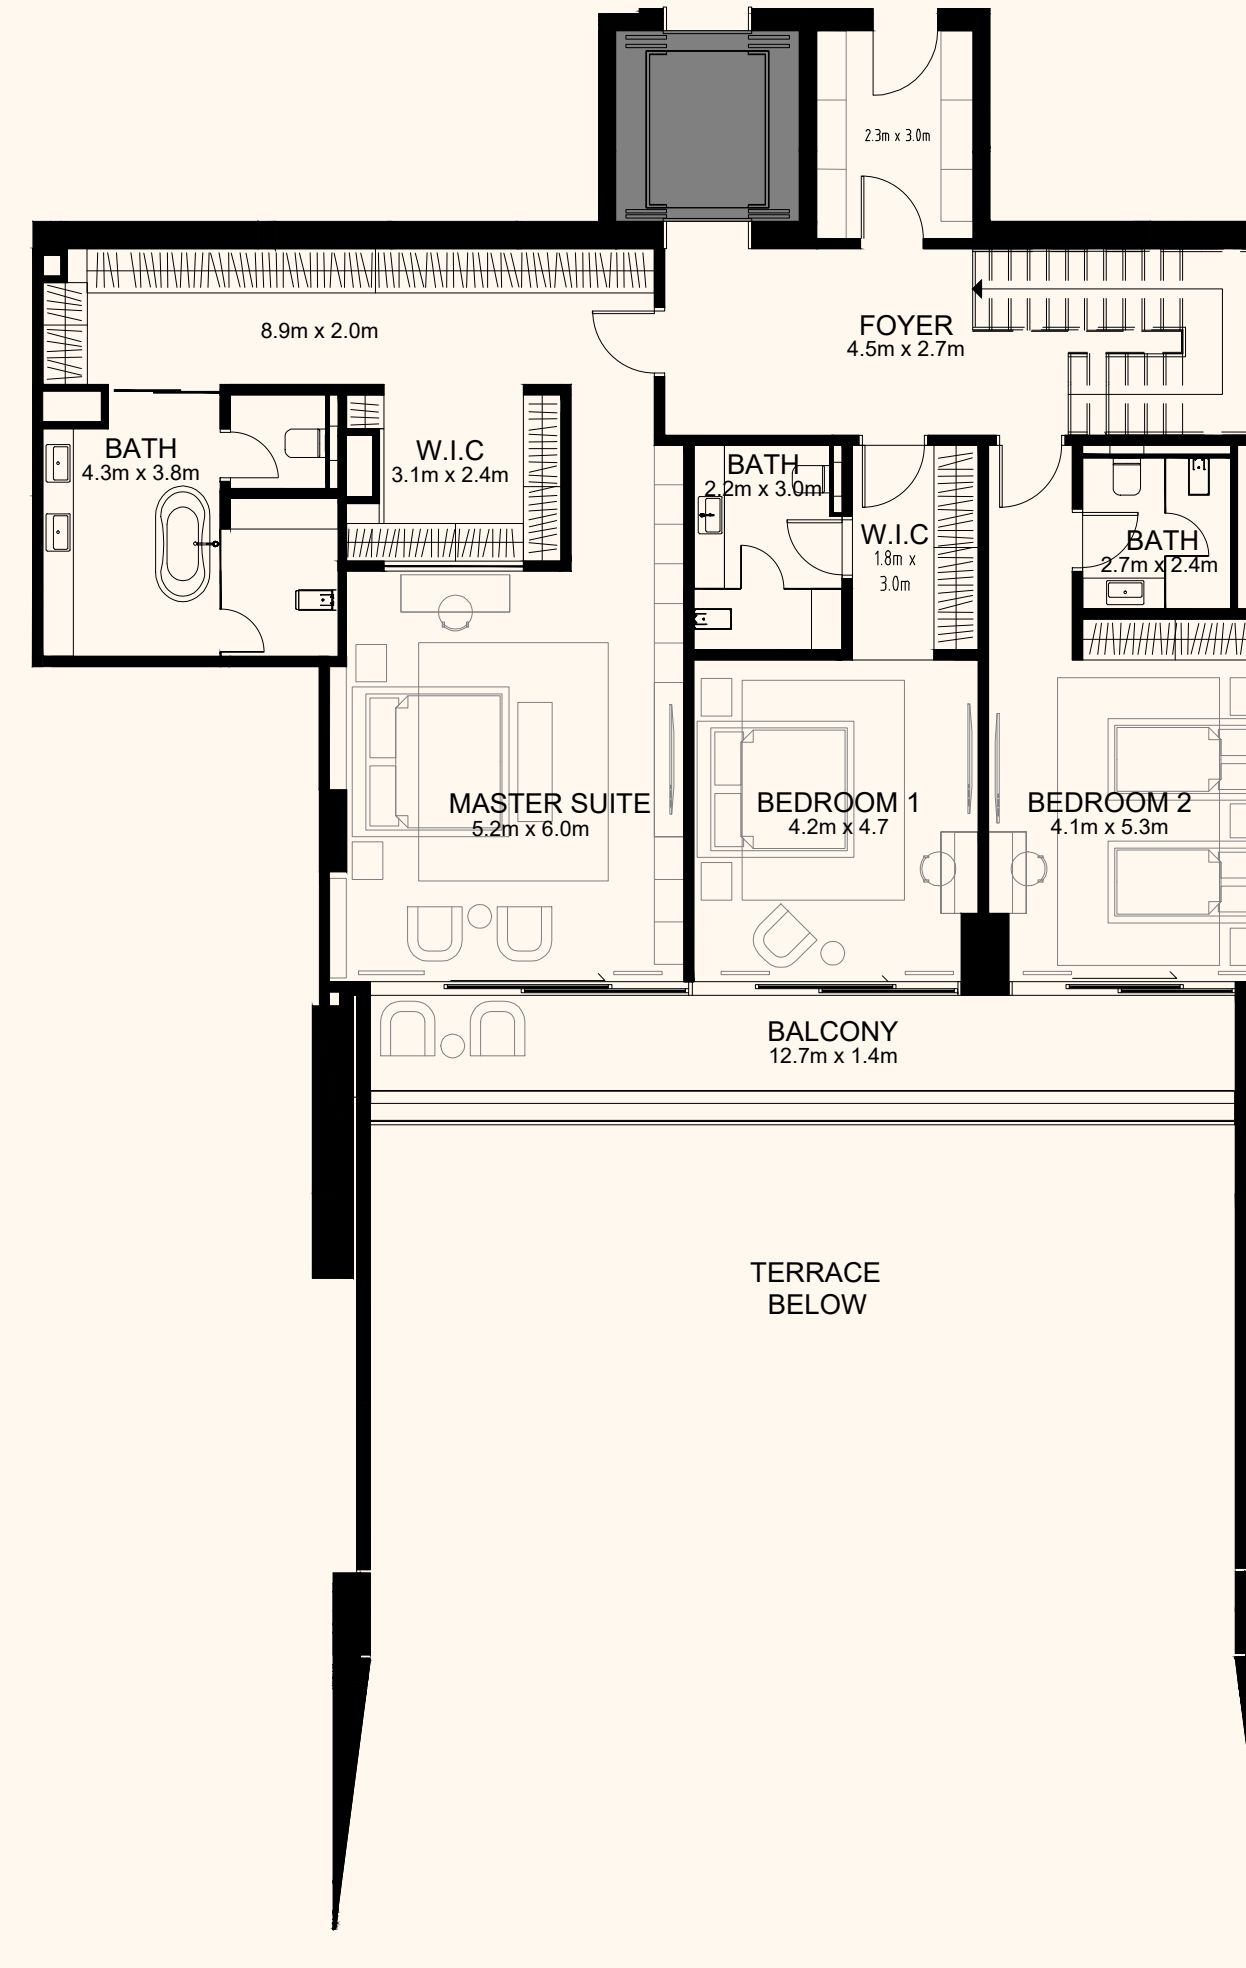 2.3m x 3.0m
8.9m x 2.0m
FOYER
4.5m x 2.7m
BATH
4.3m x 3.8m
W.I.C
3.1m x 2.4m
BATH
2.2m x 3.0m
W.I.C
1.8m x
3.0m
BATH
2.7m x 2.4m
MASTER SUITE
5.2m x 6.0m
BEDROOM 1
4.2m x 4.7
BEDROOM 2
4.1m x 5.3m
BALCONY
12.7m x 1.4m
TERRACE
BELOW